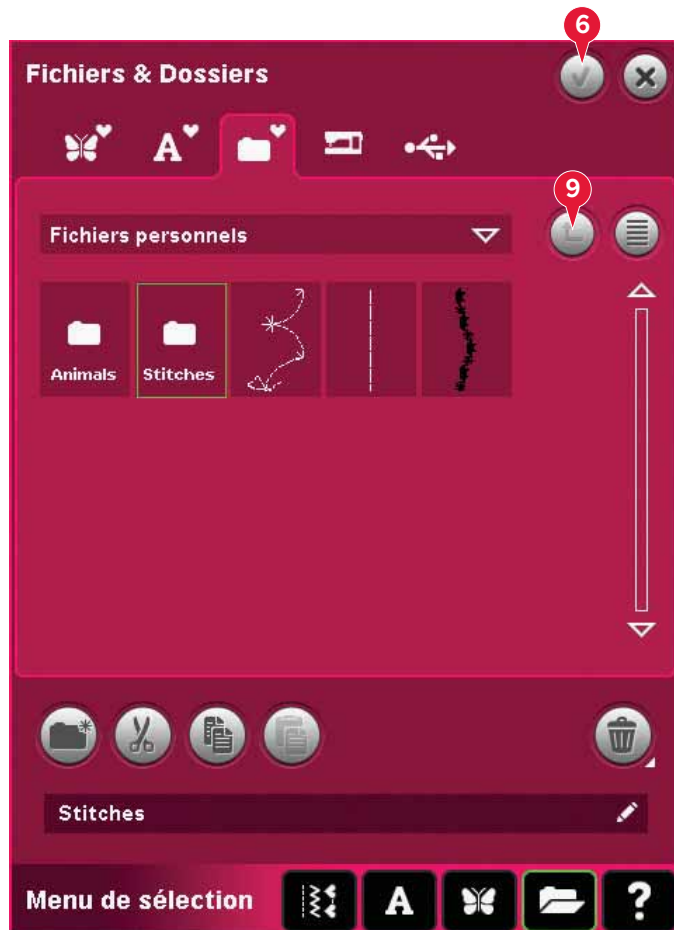 6
Fichiers & Dossiers
A
9
Fichiers personnels
Animals Stitches
Stitches
Menu de sélection A ?